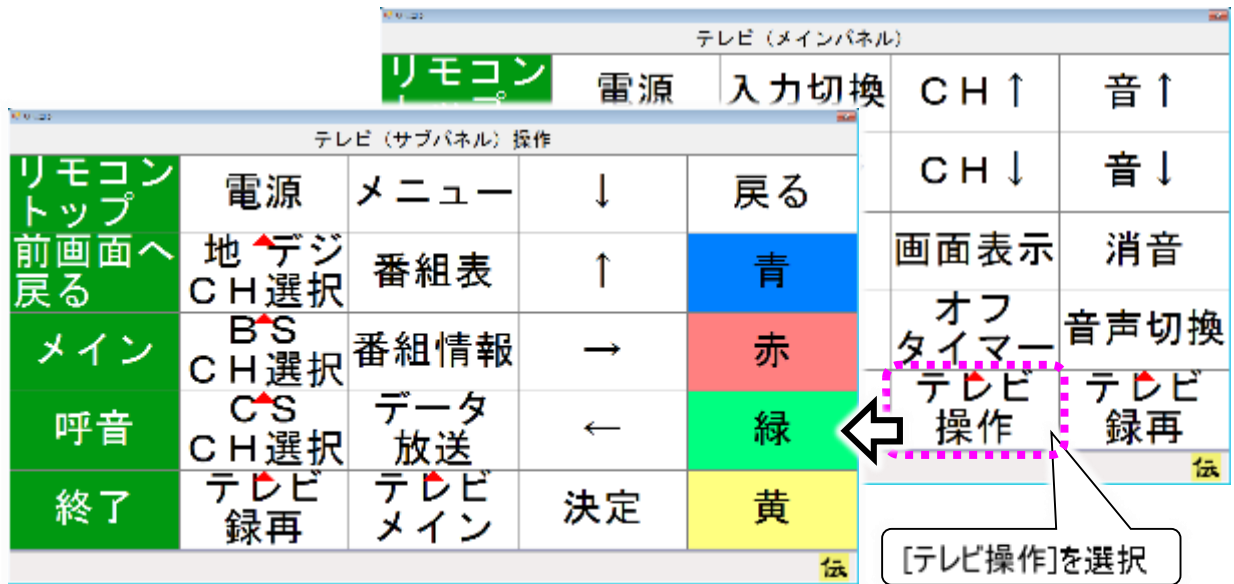 テレビ（メインパネル）
リモコン
電源
入力切換
ＣＨ↑
音↑
ＣＨ↓
音↓
画面表示
消音
オフ
タイマー
音声切換
テレビ
操作
テレビ
録再
伝
[テレビ操作]を選択
テレビ（サブパネル）操作
リモコン
トップ
電源
メニュー
↓
戻る
前画面へ
戻る
地 デジ
ＣＨ選択
番組表
↑
青
メイン
ＢＳ
ＣＨ選択
番組情報
→
赤
呼音
ＣＳ
ＣＨ選択
データ
放送
←
緑
終了
テレビ
録再
テレビ
メイン
決定
黄
伝